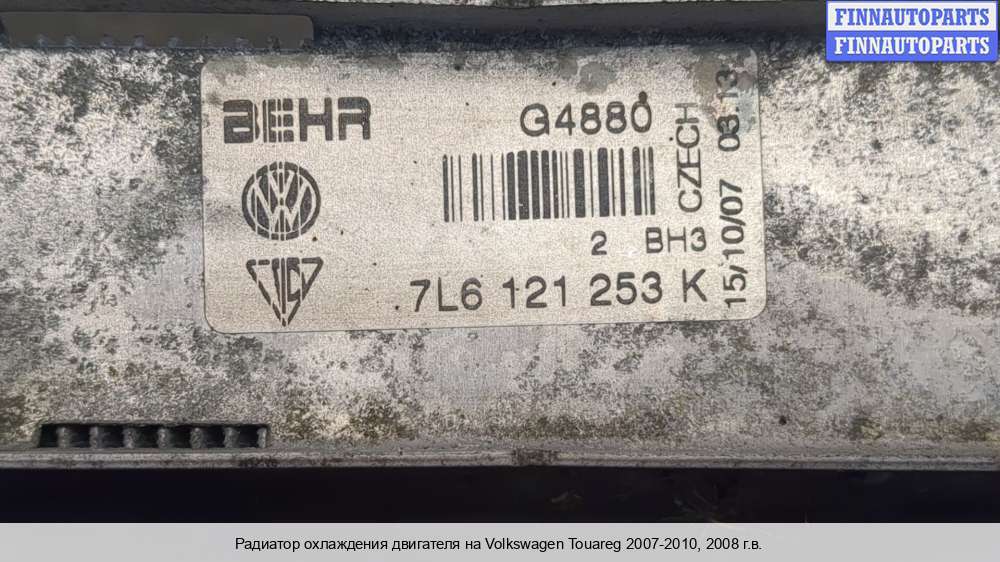 FINNAUTOPARTS
FINNAUTOPARTS
BEHR
G4880
CZECH
15/10/07 03.13
2 BH3
7L6 121 253 K
Радиатор охлаждения двигателя на Volkswagen Touareg 2007-2010, 2008 г.в.